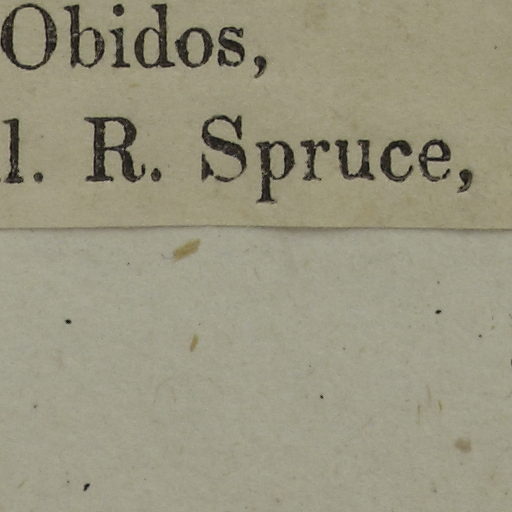 Obidos,
l. R. Spruce,